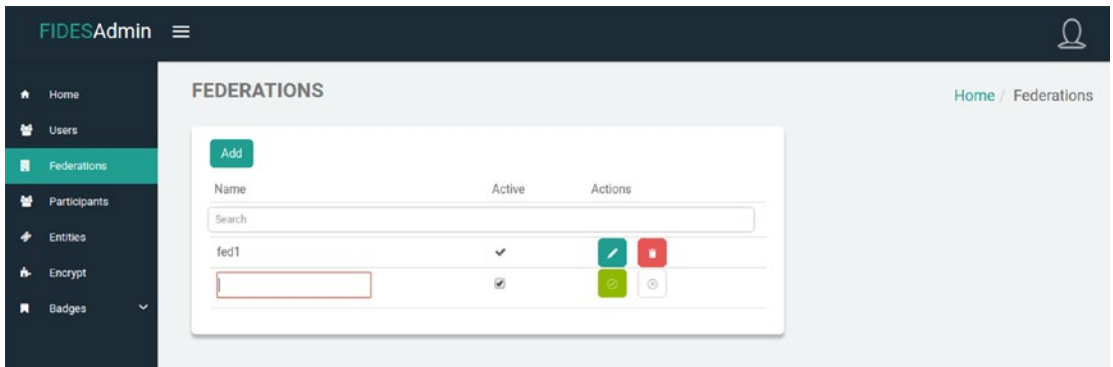 FIDESAdmin
Home
Users
Federations
Participants
Entities
Encrypt
Badges
FEDERATIONS
Home / Federations
Add
Name Active Actions
Search
fed1